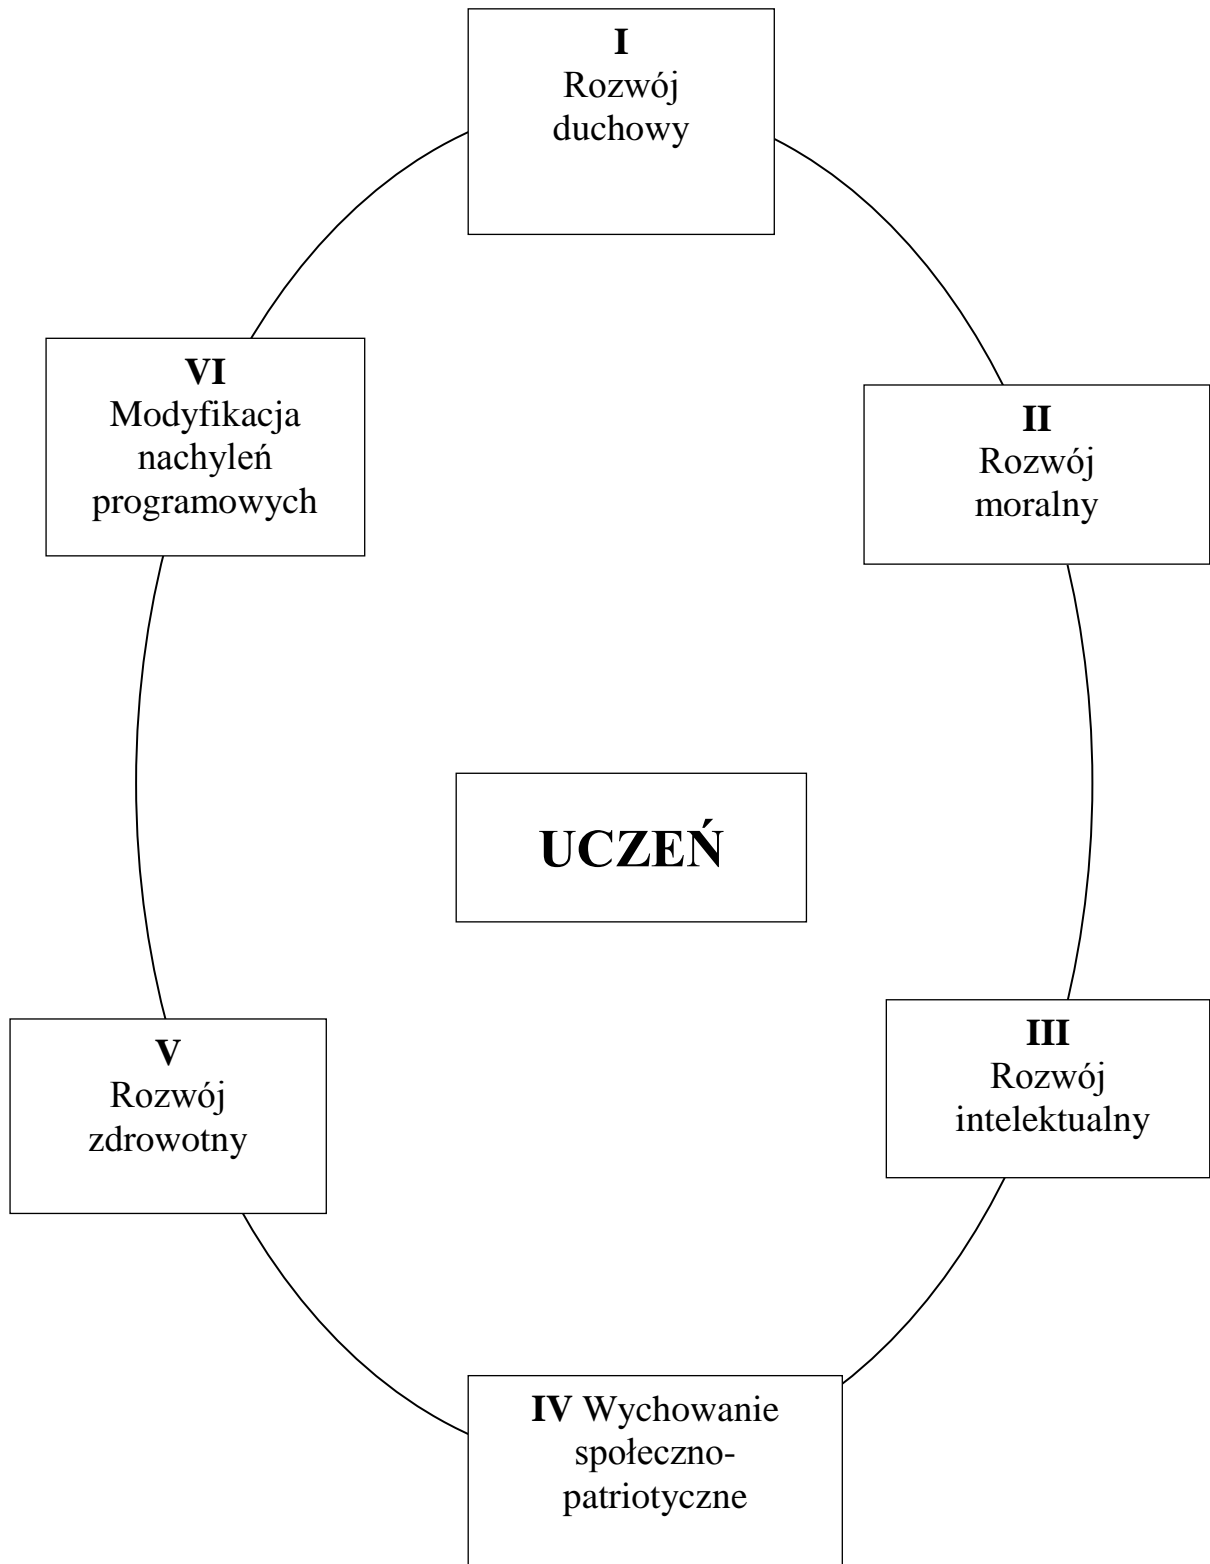 I
Rozwój
duchowy
VI
Modyfikacja
nachyleń
programowych
II
Rozwój
moralny
UCZEŃ
V
Rozwój
zdrowotny
III
Rozwój
intelektualny
IV Wychowanie
społeczno-
patriotyczne